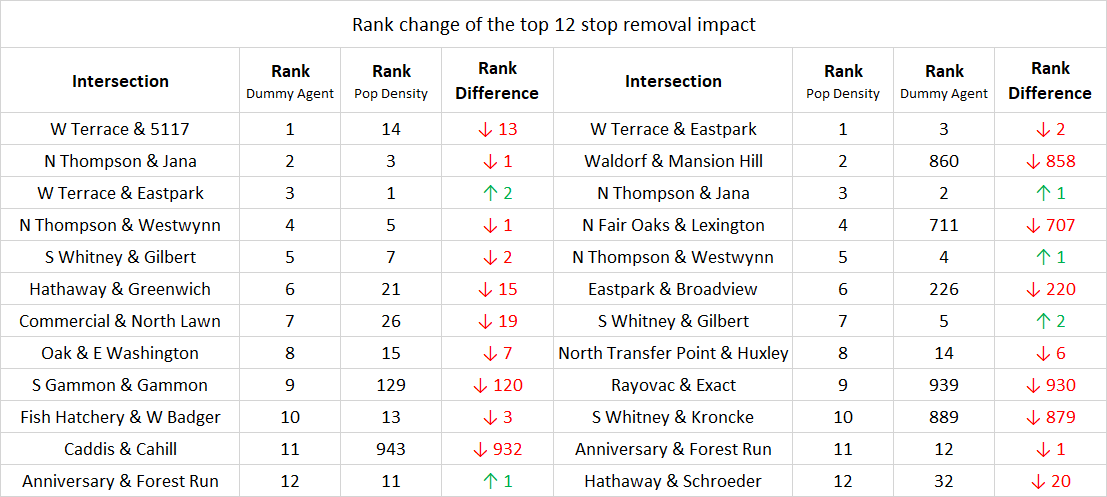 Rank change of the top 12 stop removal impact
Intersection Rank Dummy Agent Rank Pop Density Rank Difference Intersection Rank Pop Density Rank Dummy Agent Rank Difference
W Terrace & 5117 1 14 ↓ 13 W Terrace & Eastpark 1 3 ↓ 2
N Thompson & Jana 2 3 ↓ 1 Waldorf & Mansion Hill 2 860 ↓ 858
W Terrace & Eastpark 3 1 ↑ 2 N Thompson & Jana 3 2 ↑ 1
N Thompson & Westwynn 4 5 ↓ 1 N Fair Oaks & Lexington 4 711 ↓ 707
S Whitney & Gilbert 5 7 ↓ 2 N Thompson & Westwynn 5 4 ↑ 1
Hathaway & Greenwich 6 21 ↓ 15 Eastpark & Broadview 6 226 ↓ 220
Commercial & North Lawn 7 26 ↓ 19 S Whitney & Gilbert 7 5 ↑ 2
Oak & E Washington 8 15 ↓ 7 North Transfer Point & Huxley 8 14 ↓ 6
S Gammon & Gammon 9 129 ↓ 120 Rayovac & Exact 9 939 ↓ 930
Fish Hatchery & W Badger 10 13 ↓ 3 S Whitney & Kroncke 10 889 ↓ 879
Caddis & Cahill 11 943 ↓ 932 Anniversary & Forest Run 11 12 ↓ 1
Anniversary & Forest Run 12 11 ↑ 1 Hathaway & Schroeder 12 32 ↓ 20